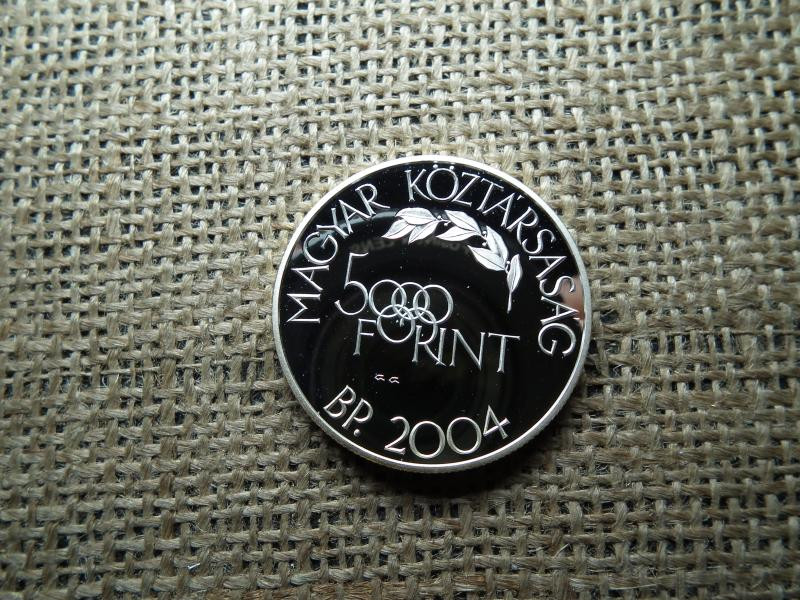 MAGYAR KÖZTÁRSASÁG
5000
FORINT
BP. 2004